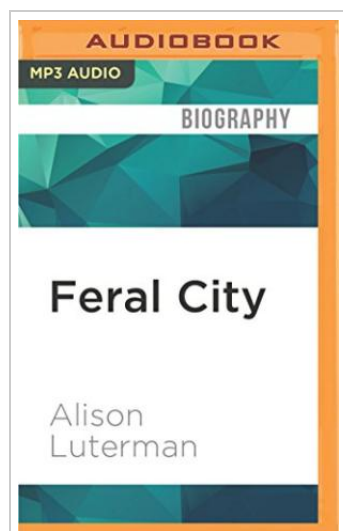 AUDIOBOOK
MP3 AUDIO
BIOGRAPHY
Feral City
Alison
Luterman